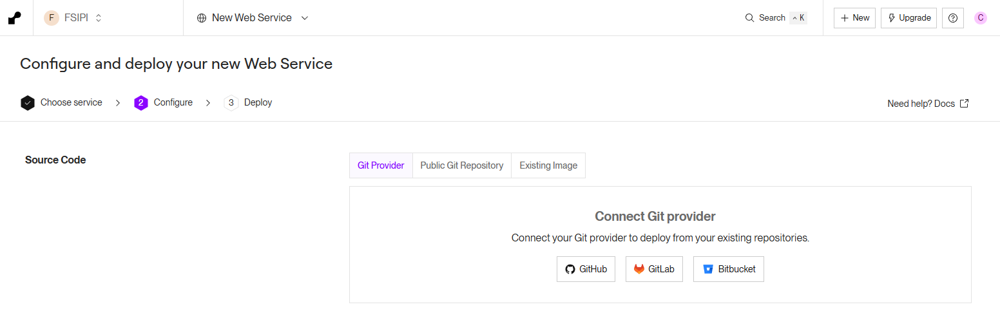 F FSIPI New Web Service Search ^ K + New Upgrade ? C
Configure and deploy your new Web Service
Choose service > 2 Configure > 3 Deploy Need help? Docs
Source Code
Git Provider Public Git Repository Existing Image
Connect Git provider
Connect your Git provider to deploy from your existing repositories.
GitHub GitLab Bitbucket